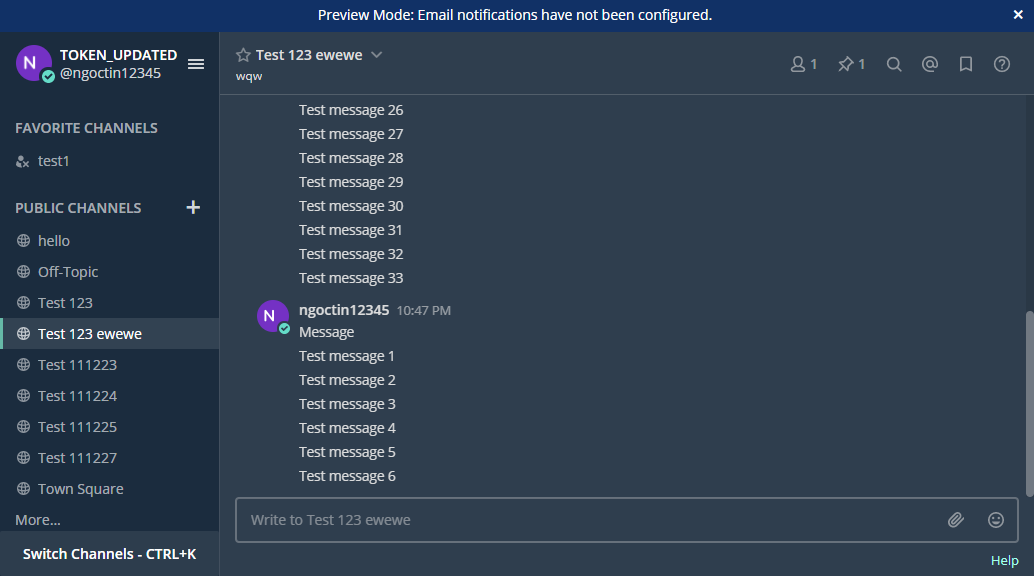 Preview Mode: Email notifications have not been configured.
N
TOKEN_UPDATED
@ngoctin12345
FAVORITE CHANNELS
test1
PUBLIC CHANNELS
hello
Off-Topic
Test 123
Test 123 ewewe
Test 111223
Test 111224
Test 111225
Test 111227
Town Square
More...
Switch Channels - CTRL+K
Test 123 ewewe
wqw
1
1
Test message 26
Test message 27
Test message 28
Test message 29
Test message 30
Test message 31
Test message 32
Test message 33
N
ngoctin12345 10:47 PM
Message
Test message 1
Test message 2
Test message 3
Test message 4
Test message 5
Test message 6
Write to Test 123 ewewe
Help